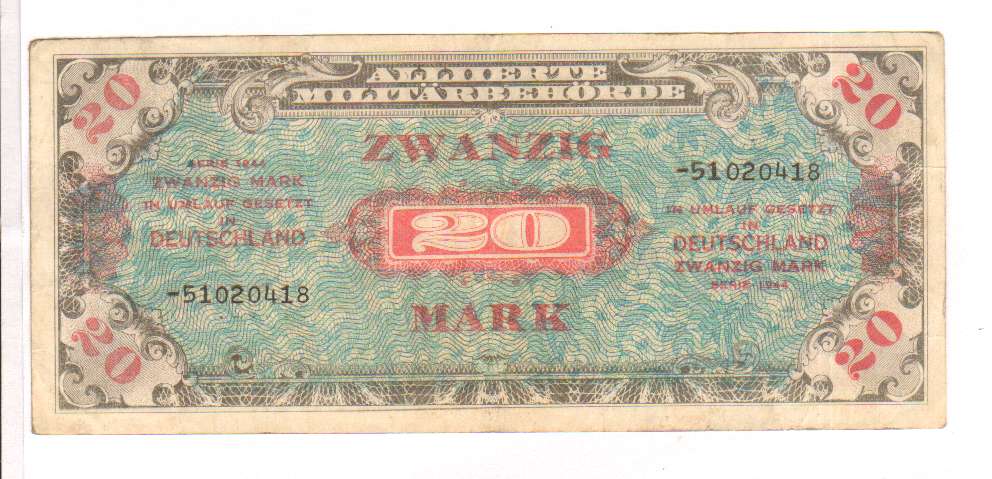 20
ALLIIERTE
MILITÄRBEHÖRDE
20
ZWANZIG
SERIE 1944
ZWANZIG MARK
IN UMLAUF GESETZT
IN
DEUTSCHLAND
-51020418
20
-51020418
IN UMLAUF GESETZT
IN
DEUTSCHLAND
ZWANZIG MARK
SERIE 1944
MARK
20
20